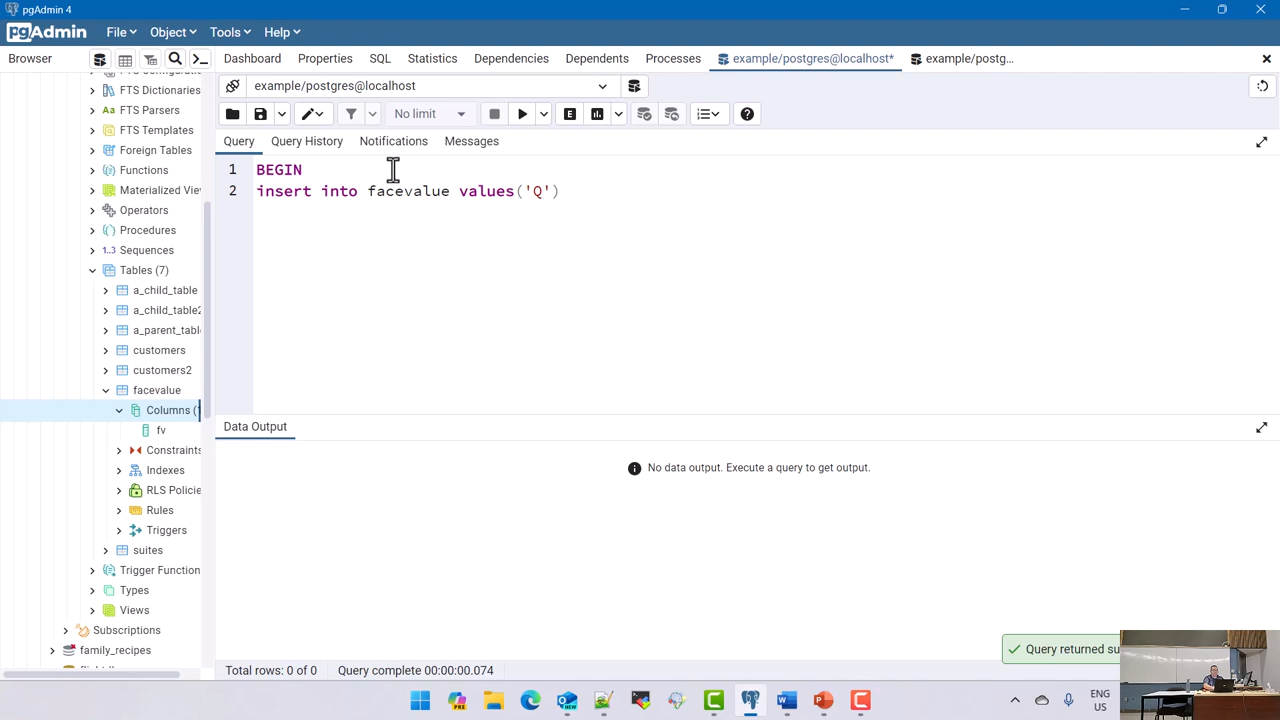 pgAdmin 4
pgAdmin File Object Tools Help
Browser
Dashboard Properties SQL Statistics Dependencies Dependents Processes example/postgres@localhost* example/postg...
example/postgres@localhost
No limit
Query Query History Notifications Messages
1 BEGIN
2 insert into facevalue values('Q')
FTS Dictionaries
FTS Parsers
FTS Templates
Foreign Tables
Functions
Materialized Vie
Operators
Procedures
1..3 Sequences
Tables (7)
a_child_table
a_child_table2
a_parent_tabl
customers
customers2
facevalue
Columns (
fv
Constraints
Indexes
RLS Policie
Rules
Triggers
suites
Trigger Function
Types
Views
Subscriptions
family_recipes
Data Output
No data output. Execute a query to get output.
Query returned su
Total rows: 0 of 0 Query complete 00:00:00.074
ENG
US